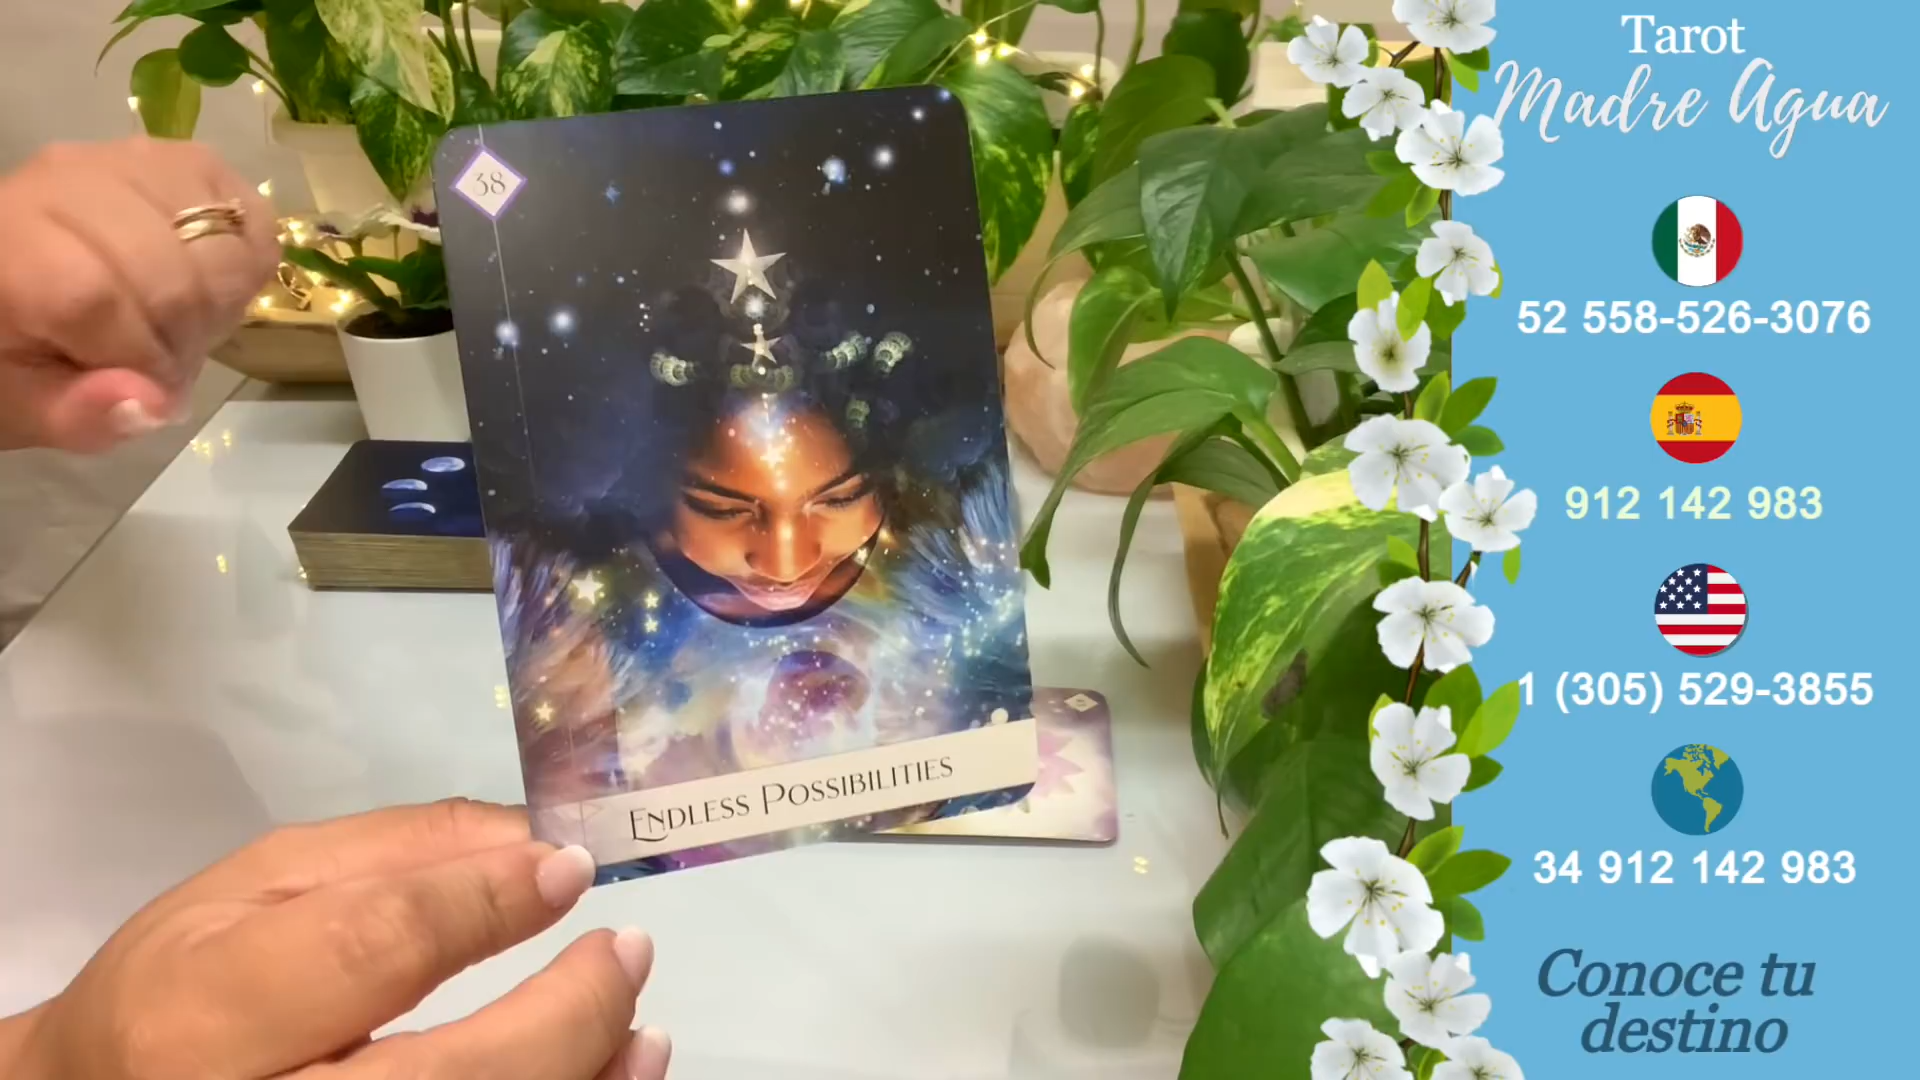 38
ENDLESS POSSIBILITIES
Tarot
Madre Agua
52 558-526-3076
912 142 983
1 (305) 529-3855
34 912 142 983
Conoce tu
destino